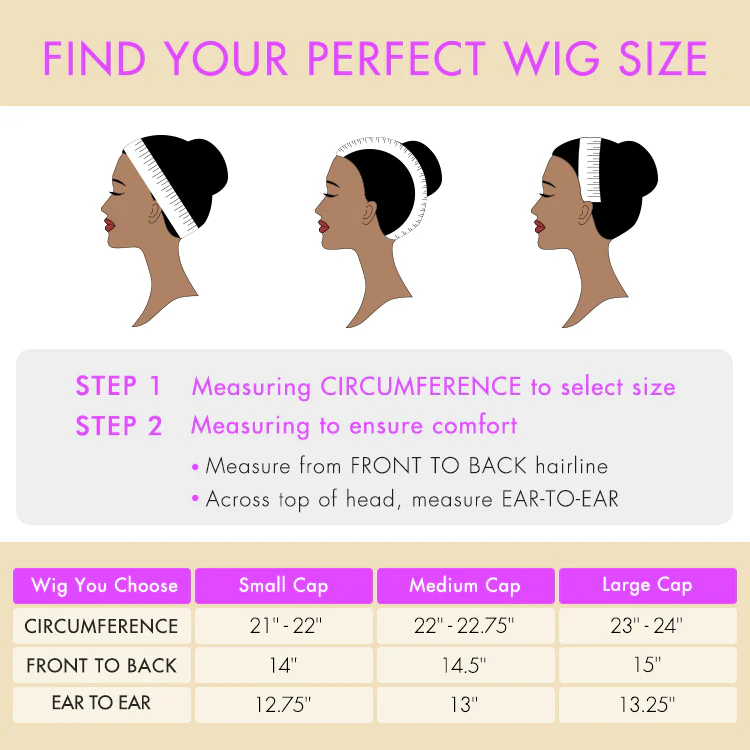 FIND YOUR PERFECT WIG SIZE
STEP 1 Measuring CIRCUMFERENCE to select size
STEP 2 Measuring to ensure comfort
• Measure from FRONT TO BACK hairline
• Across top of head, measure EAR-TO-EAR
Wig You Choose Small Cap Medium Cap Large Cap
CIRCUMFERENCE 21" - 22" 22" - 22.75" 23" - 24"
FRONT TO BACK 14" 14.5" 15"
EAR TO EAR 12.75" 13" 13.25"